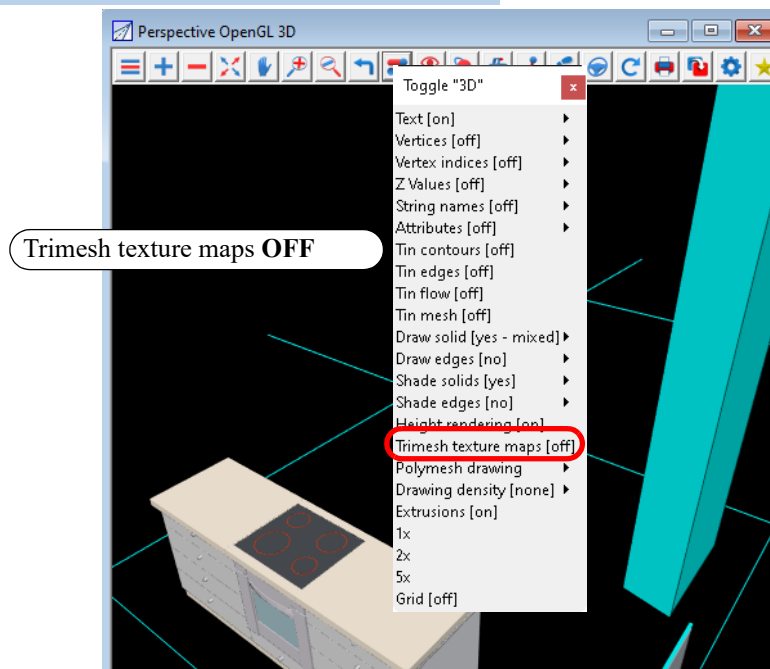 Perspective OpenGL 3D
Toggle "3D"
x
Text [on]
Vertices [off]
Vertex indices [off]
Z Values [off]
String names [off]
Attributes [off]
Trimesh texture maps OFF
Tin contours [off]
Tin edges [off]
Tin flow [off]
Tin mesh [off]
Draw solid [yes - mixed]
Draw edges [no]
Shade solids [yes]
Shade edges [no]
Height rendering [on]
Trimesh texture maps [off]
Polymesh drawing
Drawing density [none]
Extrusions [on]
1x
2x
5x
Grid [off]